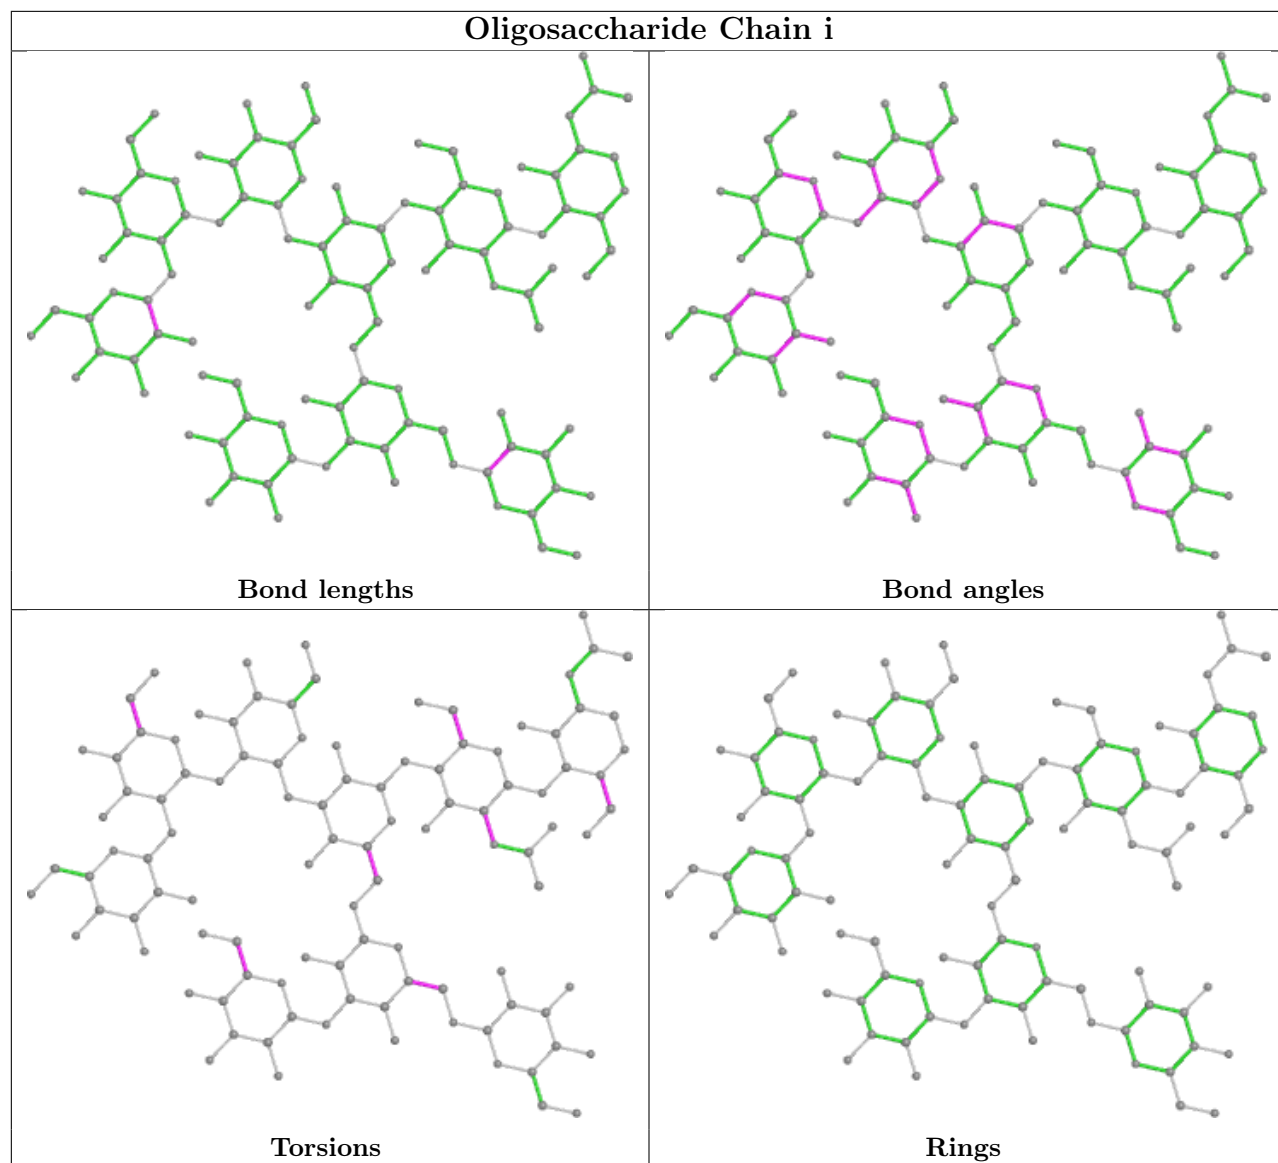 Oligosaccharide Chain i
Bond lengths
Bond angles
Torsions
Rings